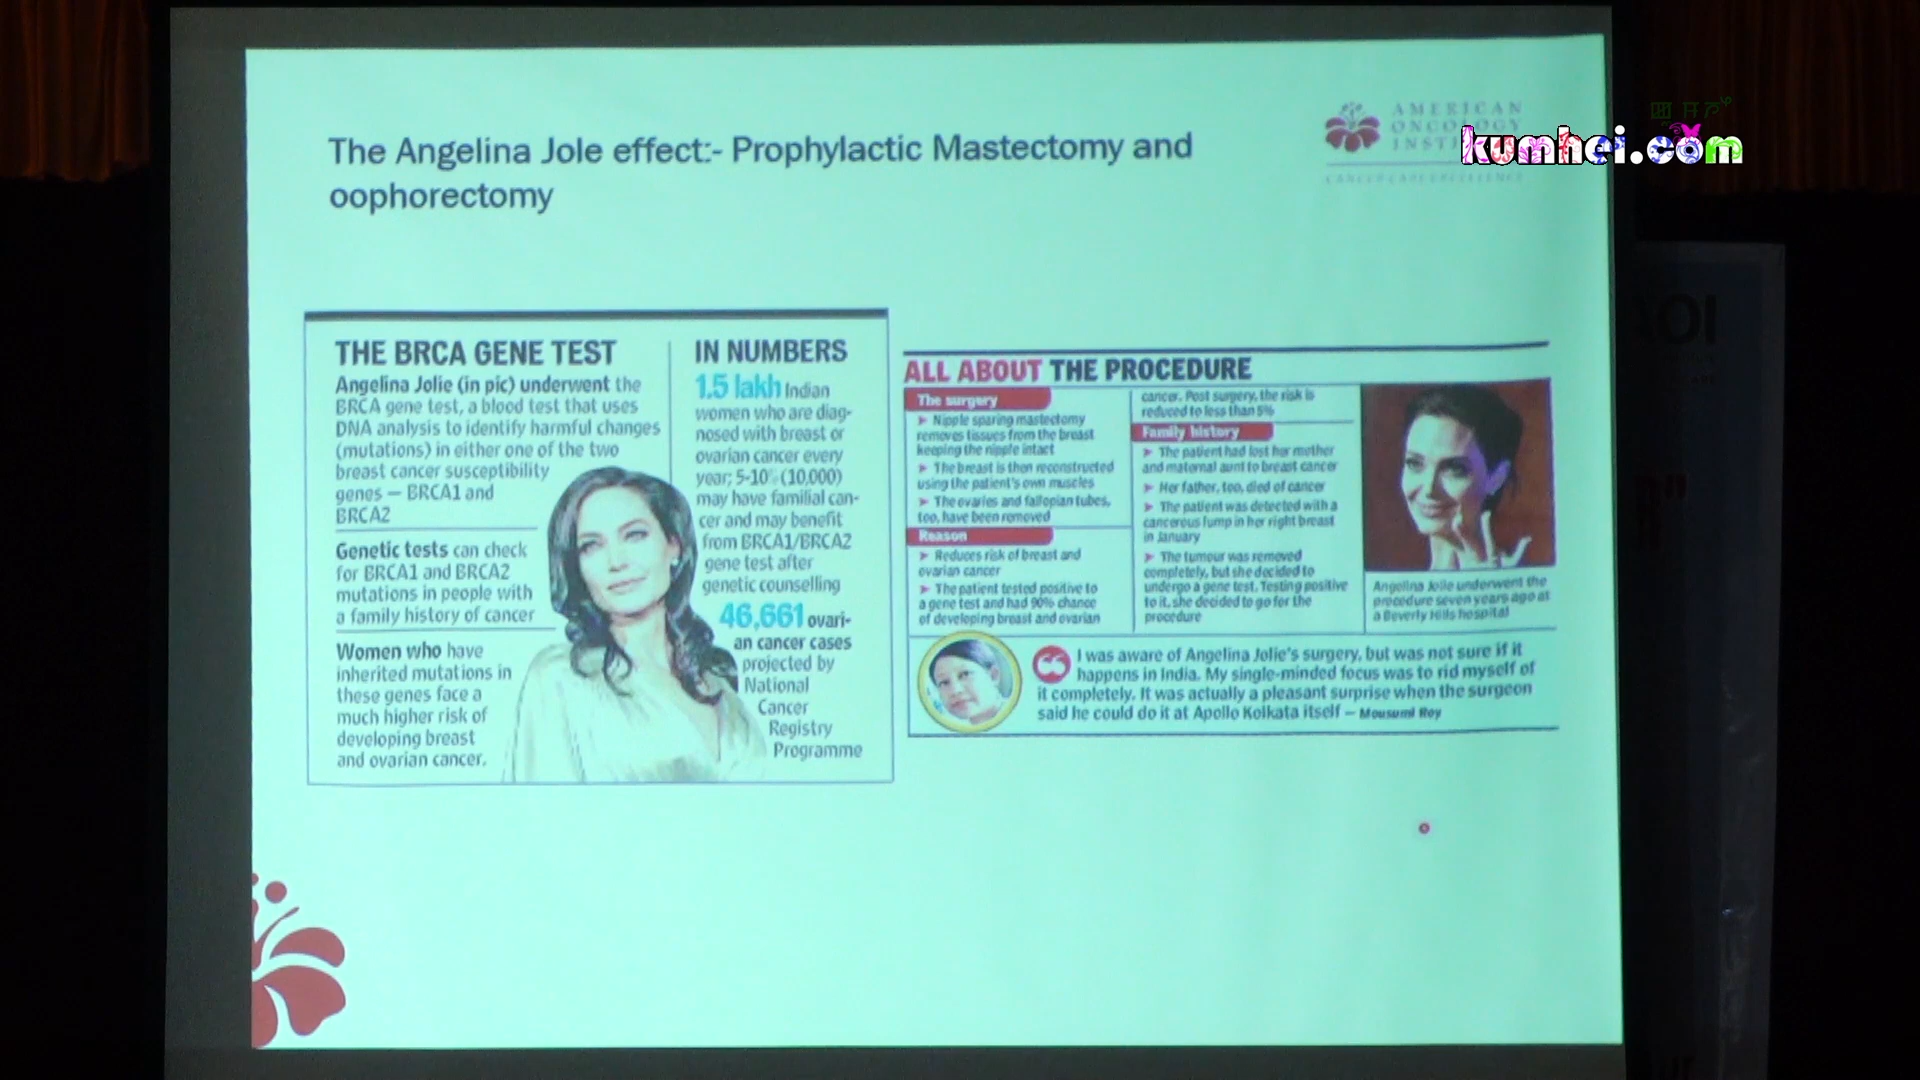 The Angelina Jole effect:- Prophylactic Mastectomy and
oophorectomy
AMERICAN
ONCOLOGY
INSTI
kumhei.com
THE BRCA GENE TEST
Angelina Jolie (in pic) underwent the
BRCA gene test, a blood test that uses
DNA analysis to identify harmful changes
(mutations) in either one of the two
breast cancer susceptibility
genes — BRCA1 and
BRCA2
Genetic tests can check
for BRCA1 and BRCA2
mutations in people with
a family history of cancer
Women who have
inherited mutations in
these genes face a
much higher risk of
developing breast
and ovarian cancer.
IN NUMBERS
1.5 lakh Indian
women who are diag-
nosed with breast or
ovarian cancer every
year; 5-10% (10,000)
may have familial can-
cer and may benefit
from BRCA1/BRCA2
gene test after
genetic counselling
46,661 ovari-
an cancer cases
projected by
National
Cancer
Registry
Programme
ALL ABOUT THE PROCEDURE
The surgery
➤ Nipple sparing mastectomy
removes tissues from the breast
keeping the nipple intact
➤ The breast is then reconstructed
using the patient's own muscles
➤ The ovaries and fallopian tubes,
too, have been removed
Reason
➤ Reduces risk of breast and
ovarian cancer
➤ The patient tested positive to
a gene test and had 90% chance
of developing breast and ovarian
cancer. Post surgery, the risk is
reduced to less than 5%
Family history
➤ The patient had lost her mother
and maternal aunt to breast cancer
➤ Her father, too, died of cancer
➤ The patient was detected with a
cancerous lump in her right breast
in January
➤ The tumour was removed
completely, but she decided to
undergo a gene test. Testing positive
to it, she decided to go for the
procedure
Angelina Jolie underwent the
procedure seven years ago at
a Beverly Hills hospital
I was aware of Angelina Jolie's surgery, but was not sure if it
happens in India. My single-minded focus was to rid myself of
it completely. It was actually a pleasant surprise when the surgeon
said he could do it at Apollo Kolkata itself — Mousumi Roy